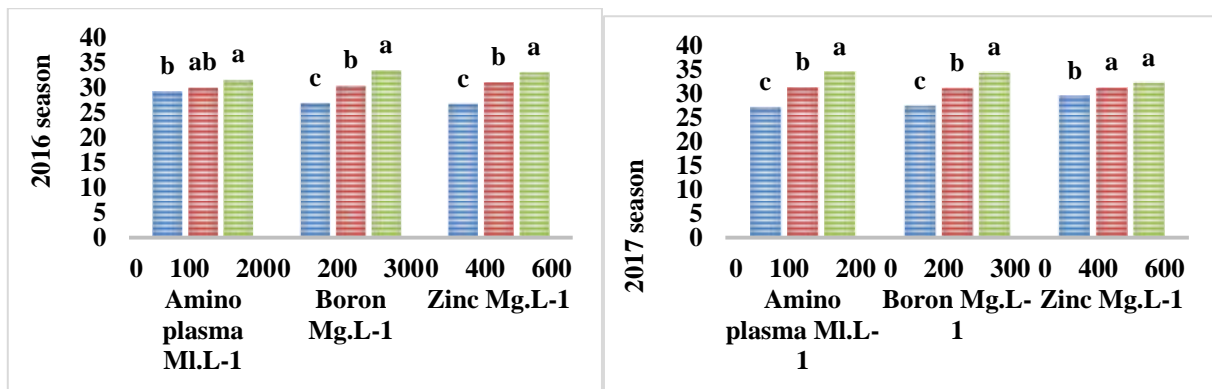 2016 season
40
35
30
25
20
15
10
5
0
b ab a
c b a
c b a
0 100 2000 200 3000 400 600
Amino
plasma
Ml.L-1
Boron
Mg.L-1
Zinc Mg.L-1
2017 season
40
35
30
25
20
15
10
5
0
c b a
c b a
b a a
0 100 200 0 200 300 0 400 600
Amino
plasma Ml.L-
1
Boron Mg.L-
1
Zinc Mg.L-1